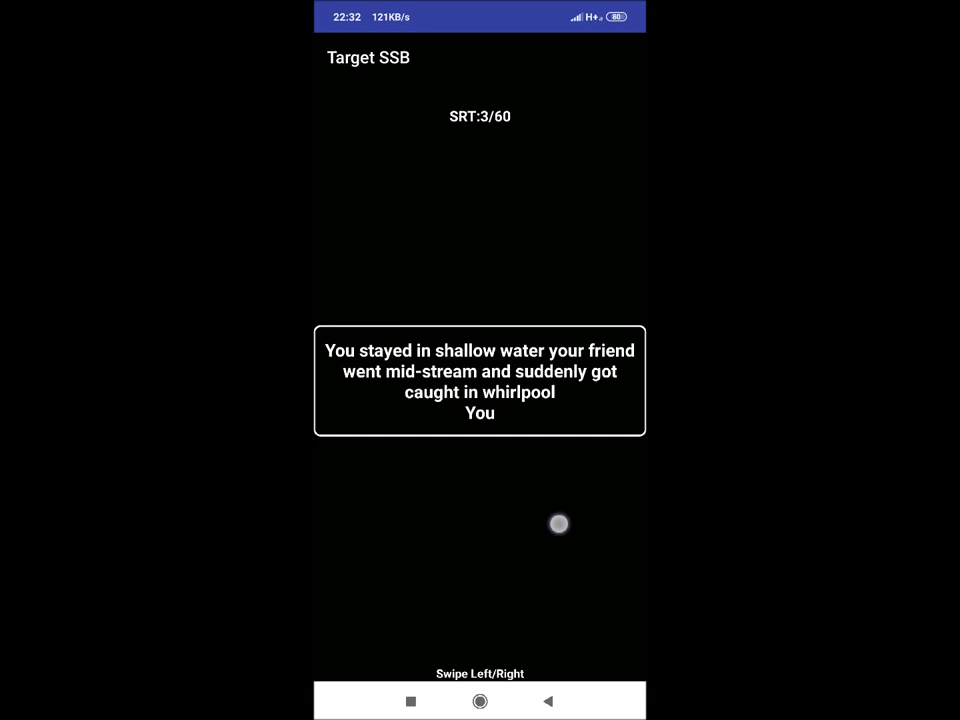 22:32 121KB/s H+ 80
Target SSB
SRT:3/60
You stayed in shallow water your friend
went mid-stream and suddenly got
caught in whirlpool
You
Swipe Left/Right